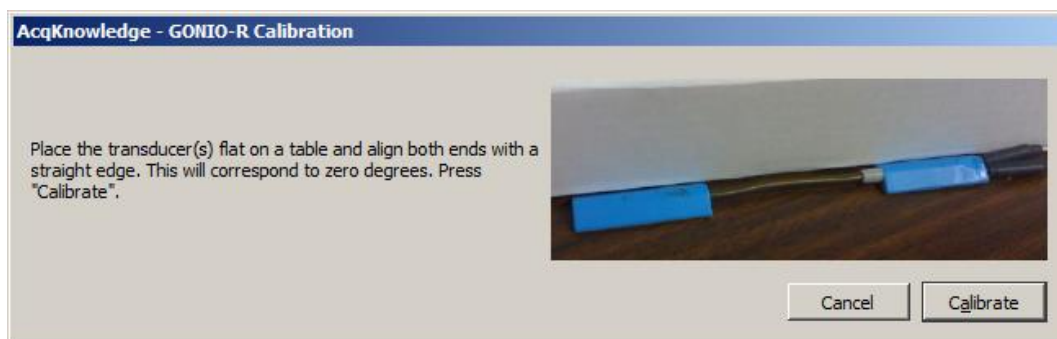 AcqKnowledge - GONIO-R Calibration
Place the transducer(s) flat on a table and align both ends with a
straight edge. This will correspond to zero degrees. Press
"Calibrate".
Cancel
Calibrate